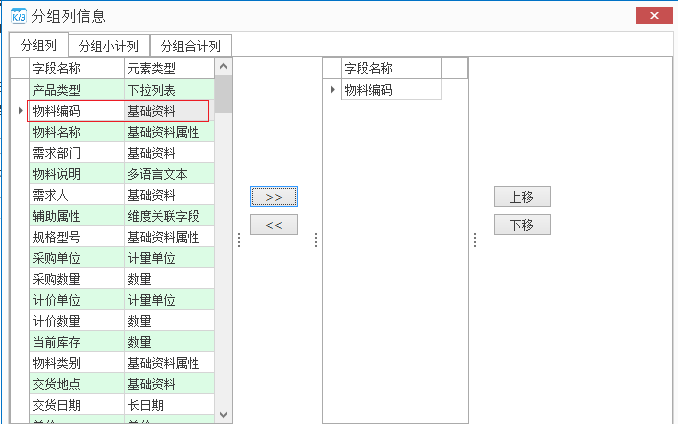 K/3 分组列信息
分组列 分组小计列 分组合计列
字段名称 元素类型
产品类型 下拉列表
物料编码 基础资料
物料名称 基础资料属性
需求部门 基础资料
物料说明 多语言文本
需求人 基础资料
辅助属性 维度关联字段
规格型号 基础资料属性
采购单位 计量单位
采购数量 数量
计价单位 计量单位
计价数量 数量
当前库存 数量
物料类别 基础资料属性
交货地点 基础资料
交货日期 长日期
>>
<<
字段名称
物料编码
上移
下移